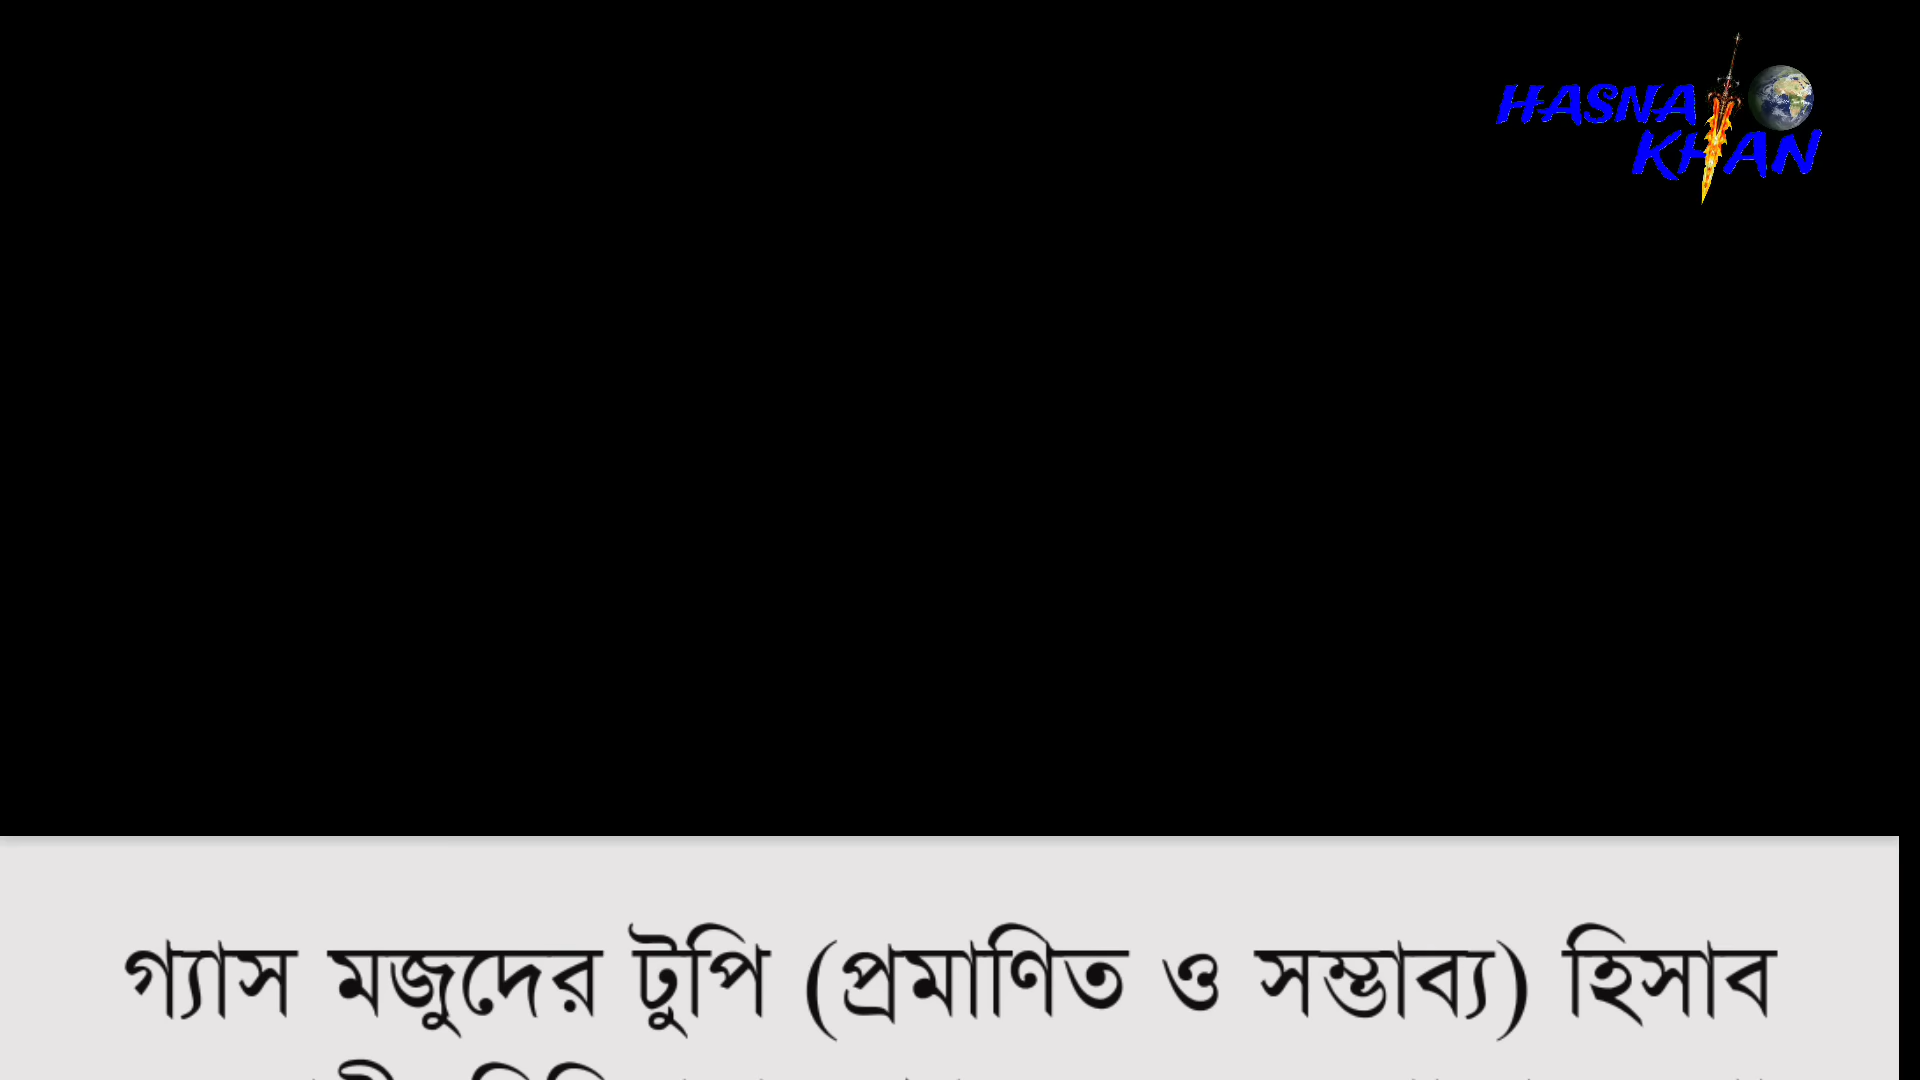 HASNA
KHAN
গ্যাস মজুদের টুপি (প্রমাণিত ও সম্ভাব্য) হিসাব